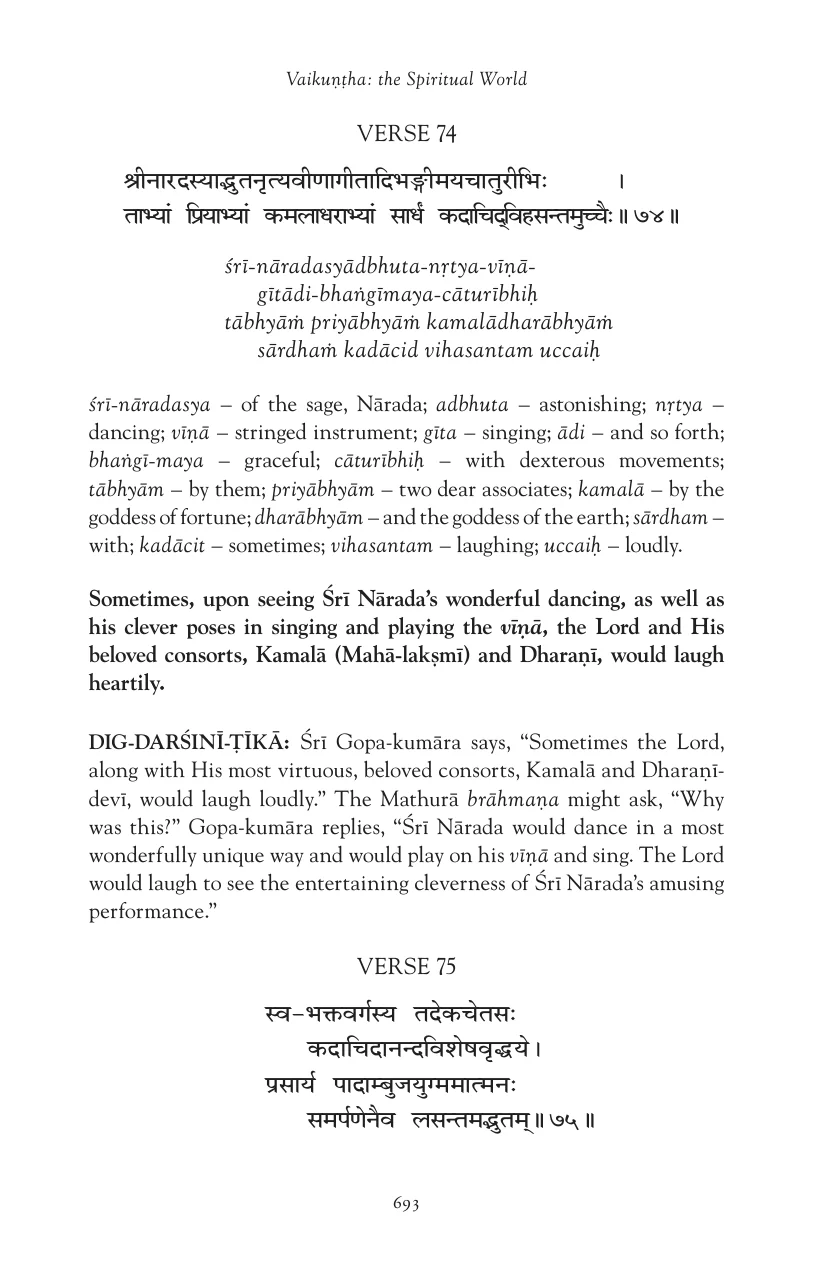 Vaikuṇṭha: the Spiritual World
VERSE 74
श्रीनारदस्याद्भुतनृत्यवीणागीतादिभङ्गीमयचातुरीभिः ।
ताभ्यां प्रियाभ्यां कमलाधराभ्यां सार्धं कदाचिद्विहसन्तमुच्चैः॥ ७४॥
śrī-nāradasyādbhuta-nṛtya-vīṇā-
gītādi-bhaṅgīmaya-cāturībhiḥ
tābhyāṁ priyābhyāṁ kamalādharābhyāṁ
sārdhaṁ kadācid vihasantam uccaiḥ
śrī-nāradasya – of the sage, Nārada; adbhuta – astonishing; nṛtya –
dancing; vīṇā – stringed instrument; gīta – singing; ādi – and so forth;
bhaṅgī-maya – graceful; cāturībhiḥ – with dexterous movements;
tābhyām – by them; priyābhyām – two dear associates; kamalā – by the
goddess of fortune; dharābhyām – and the goddess of the earth; sārdham –
with; kadācit – sometimes; vihasantam – laughing; uccaiḥ – loudly.
Sometimes, upon seeing Śrī Nārada’s wonderful dancing, as well as
his clever poses in singing and playing the vīṇā, the Lord and His
beloved consorts, Kamalā (Mahā-lakṣmī) and Dharaṇī, would laugh
heartily.
DIG-DARŚINĪ-ṬĪKĀ: Śrī Gopa-kumāra says, “Sometimes the Lord,
along with His most virtuous, beloved consorts, Kamalā and Dharaṇī-
devī, would laugh loudly.” The Mathurā brāhmaṇa might ask, “Why
was this?” Gopa-kumāra replies, “Śrī Nārada would dance in a most
wonderfully unique way and would play on his vīṇā and sing. The Lord
would laugh to see the entertaining cleverness of Śrī Nārada’s amusing
performance.”
VERSE 75
स्व-भक्तवर्गस्य तदेकचेतसः
कदाचिदानन्दविशेषवृद्धये।
प्रसार्य पादाम्बुजयुग्ममात्मनः
समर्पणेनैव लसन्तमद्भुतम्॥ ७५॥
693